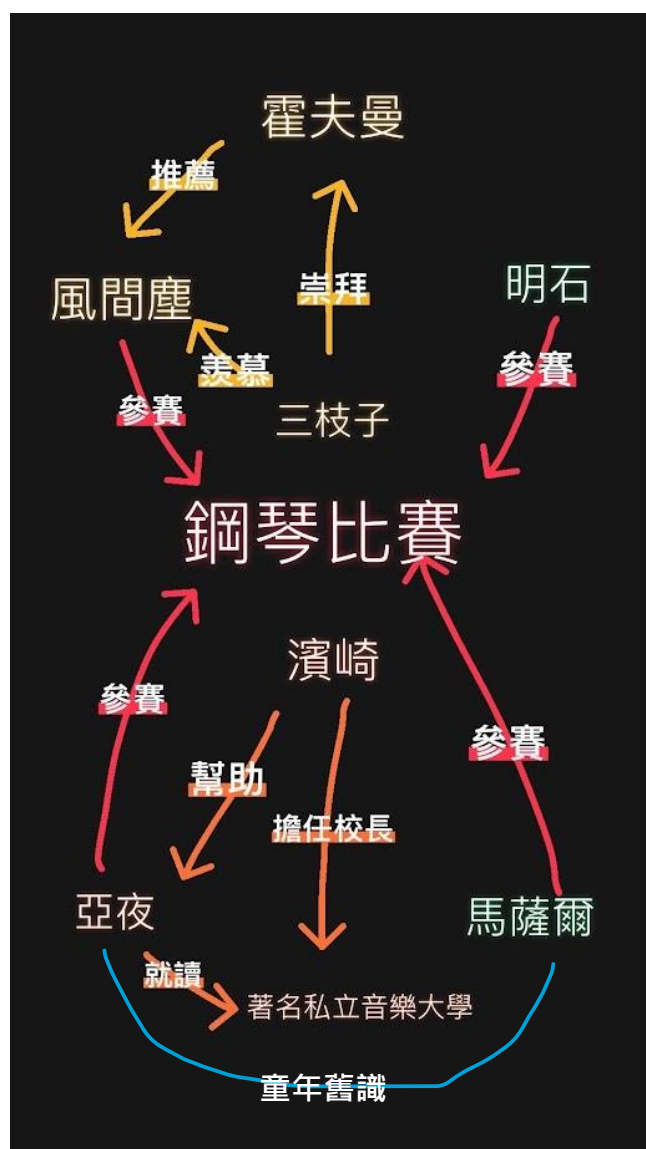 霍夫曼
推薦
風間塵
崇拜
明石
羨慕
參賽
參賽
三枝子
鋼琴比賽
濱崎
參賽
幫助
參賽
擔任校長
亞夜
馬薩爾
就讀
著名私立音樂大學
童年舊識